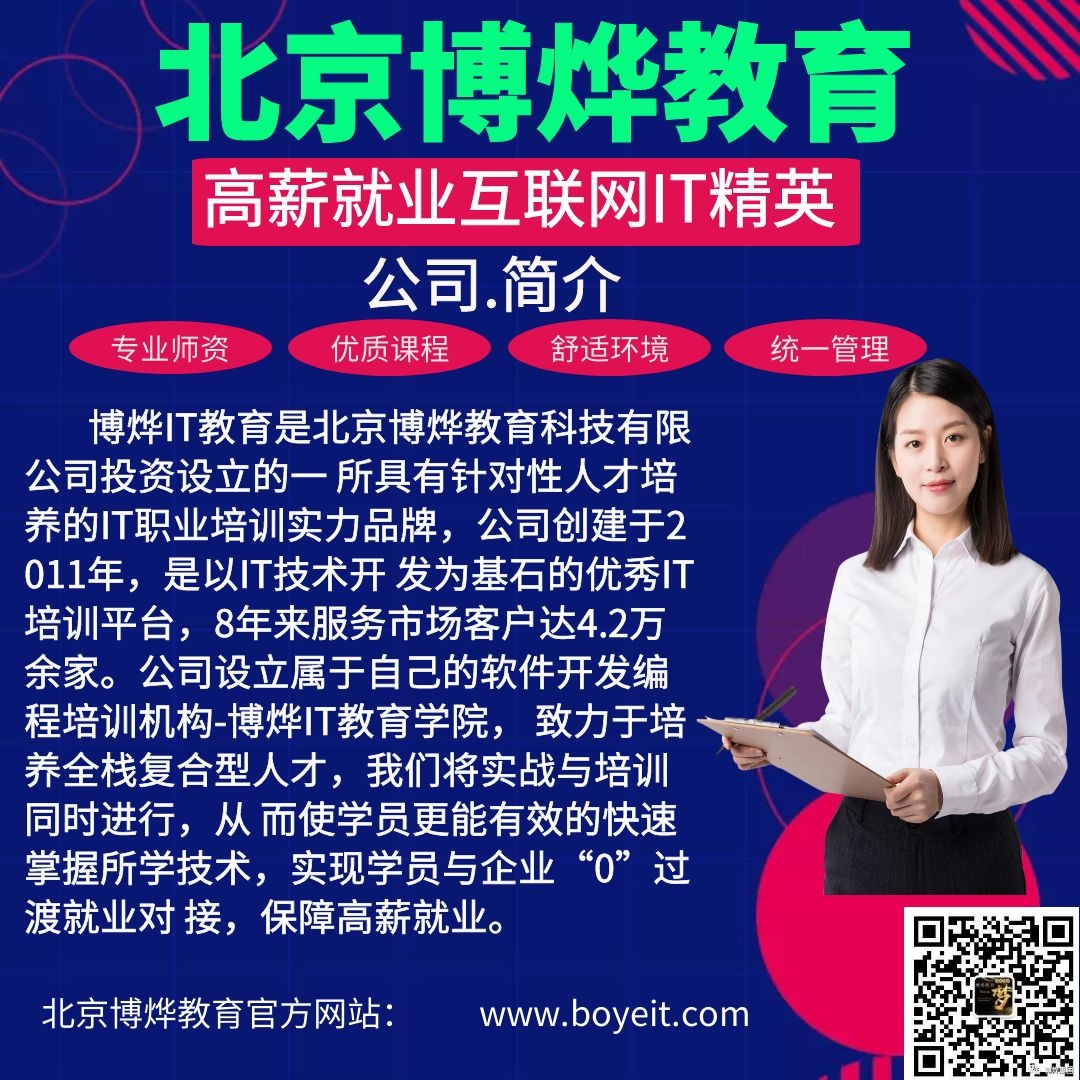 北京博烨教育
高薪就业互联网IT精英
公司.简介
专业师资 优质课程 舒适环境 统一管理
博烨IT教育是北京博烨教育科技有限
公司投资设立的一 所具有针对性人才培
养的IT职业培训实力品牌，公司创建于2
011年，是以IT技术开 发为基石的优秀IT
培训平台，8年来服务市场客户达4.2万
余家。公司设立属于自己的软件开发编
程培训机构-博烨IT教育学院， 致力于培
养全栈复合型人才，我们将实战与培训
同时进行，从 而使学员更能有效的快速
掌握所学技术，实现学员与企业“0”过
渡就业对 接，保障高薪就业。
北京博烨教育官方网站： www.boyeit.com